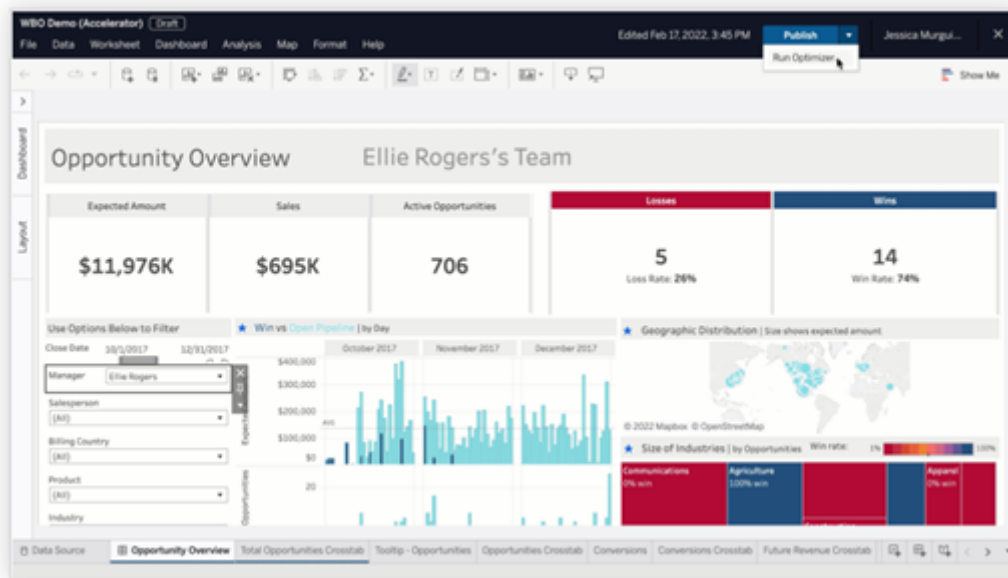 WBO Demo (Accelerator) Draft
Edited Feb 17, 2022, 3:45 PM Publish Jessica Murgui...
File Data Worksheet Dashboard Analysis Map Format Help
Run Optimizer
Show Me
Dashboard
Layout
Opportunity Overview Ellie Rogers's Team
Expected Amount Sales Active Opportunities Losses Wins
$11,976K $695K 706 5 14
Loss Rate: 26% Win Rate: 74%
Use Options Below to Filter
Close Date 10/1/2017 12/31/2017
Manager Ellie Rogers
Salesperson
(All)
Billing Country
(All)
Product
(All)
Industry
Win vs Open Pipeline | by Day
October 2017 November 2017 December 2017
$400,000
$300,000
$200,000
$100,000
$0
20
Opportunities
Geographic Distribution | Size shows expected amount
© 2022 Mapbox © OpenStreetMap
Size of Industries | by Opportunities Win rate: 1% 100%
Communications
0% win
Agriculture
100% win
Apparel
0% win
Data Source Opportunity Overview Total Opportunities Crosstab Tooltip - Opportunities Opportunities Crosstab Conversions Conversions Crosstab Future Revenue Crosstab